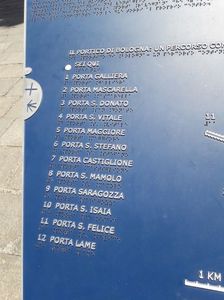 IL PORTICO DI BOLOGNA: UN PERCORSO
SEI QUI
1 PORTA GALLIERA
2 PORTA MASCARELLA
3 PORTA S. DONATO
4 PORTA S. VITALE
5 PORTA MAGGIORE
6 PORTA S. STEFANO
7 PORTA CASTIGLIONE
8 PORTA S. MAMOLO
9 PORTA SARAGOZZA
10 PORTA S. ISAIA
11 PORTA S. FELICE
12 PORTA LAME
11
1 KM